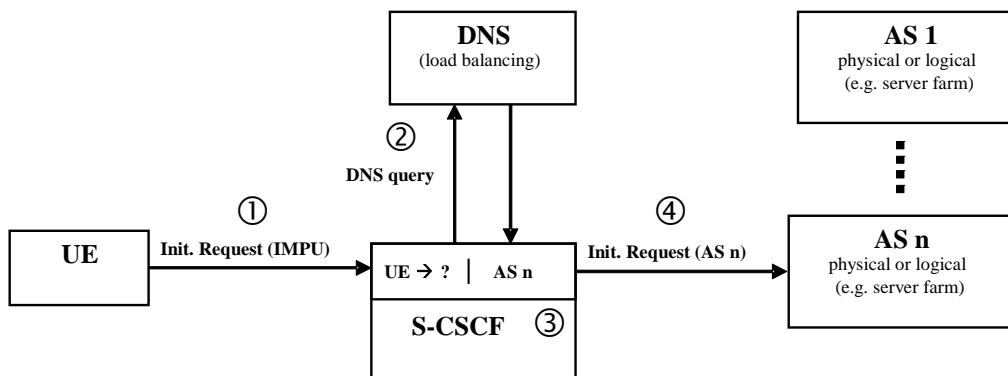 DNS
(load balancing)
AS 1
physical or logical
(e.g. server farm)
②
DNS query
①
④
UE
Init. Request (IMPU)
UE → ? | AS n
Init. Request (AS n)
AS n
physical or logical
(e.g. server farm)
S-CSCF
③